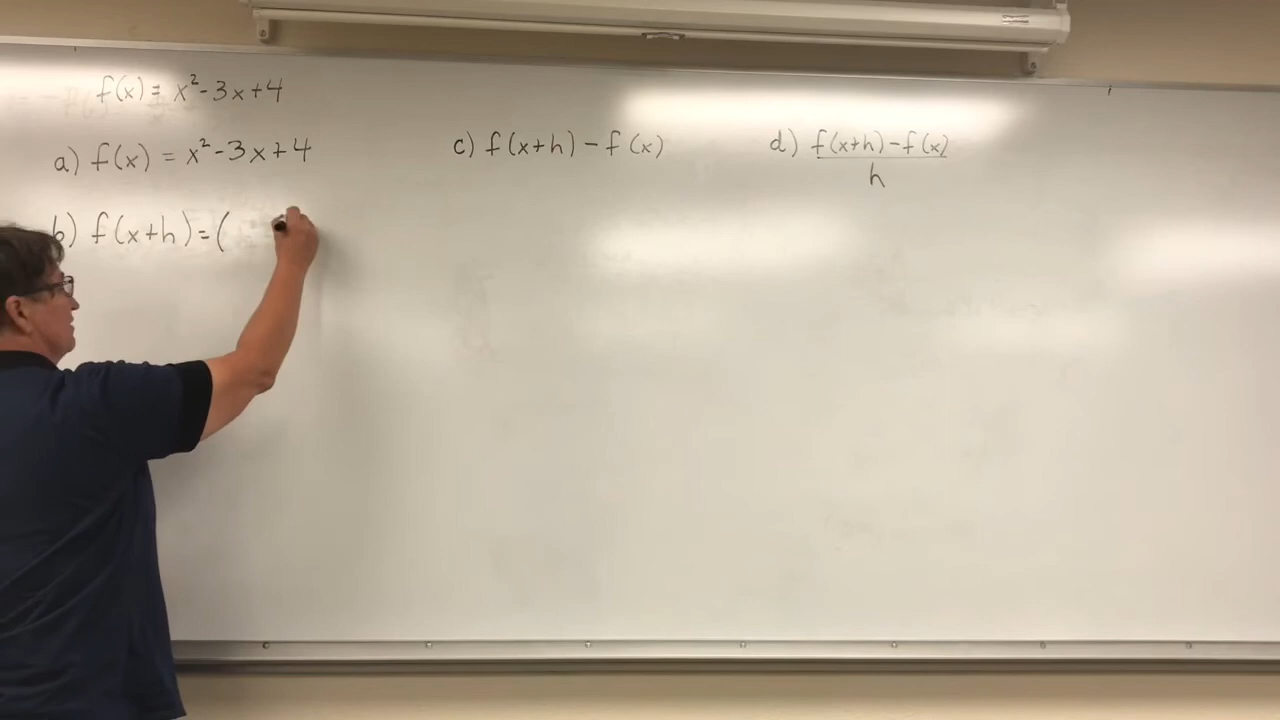 f(x) = x²-3x+4
a) f(x) = x²-3x+4
b) f(x+h)=(
c) f(x+h)-f(x)
d) f(x+h)-f(x)
h